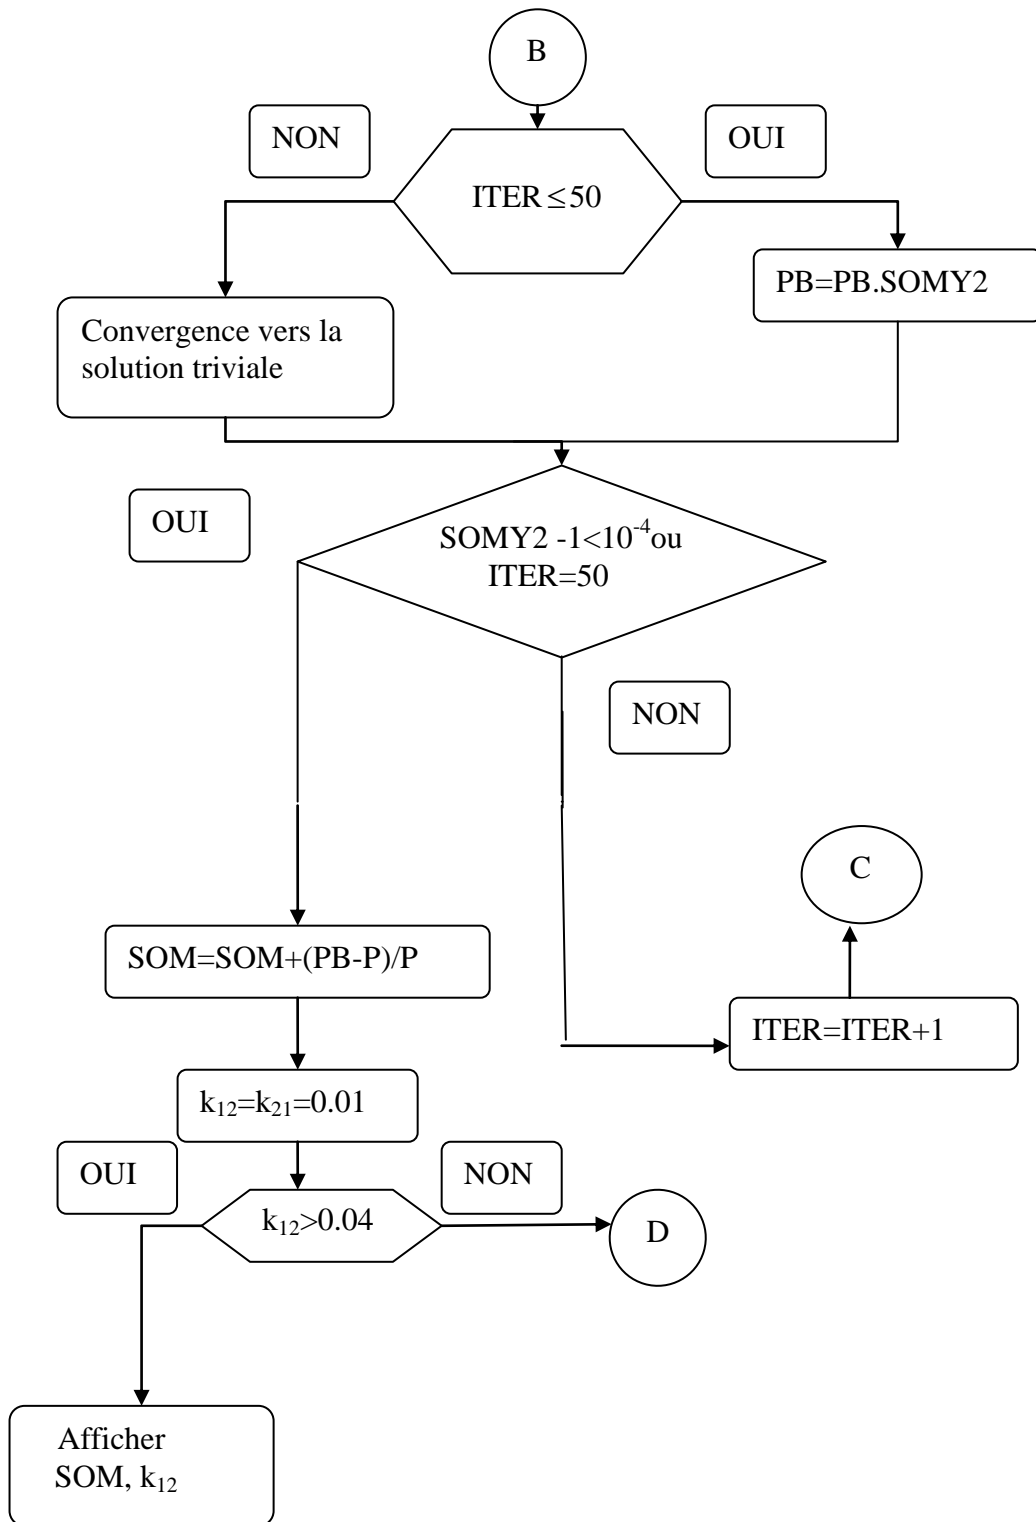 B
NON
OUI
ITER ≤ 50
PB=PB.SOMY2
Convergence vers la
solution triviale
OUI
SOMY2 -1<10⁻⁴ou
ITER=50
NON
C
SOM=SOM+(PB-P)/P
ITER=ITER+1
k₁₂=k₂₁=0.01
OUI
NON
k₁₂>0.04
D
Afficher
SOM, k₁₂